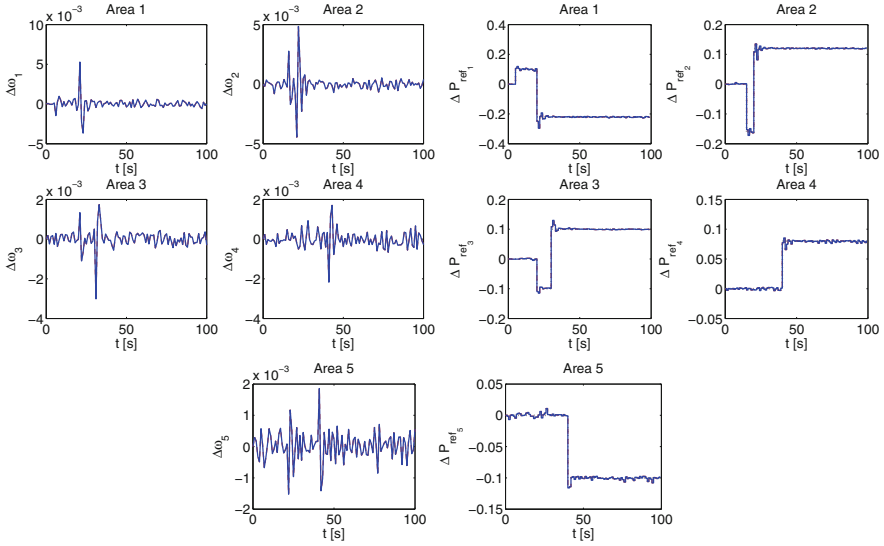 Area 1
x 10⁻³
10
5
0
−5
Δω₁
0
50
100
t [s]
Area 2
x 10⁻³
5
0
−5
Δω₂
0
50
100
t [s]
Area 1
0.4
0.2
0
−0.2
−0.4
Δ P_ref₁
0
50
100
t [s]
Area 2
0.2
0.1
0
−0.1
−0.2
Δ P_ref₂
0
50
100
t [s]
Area 3
x 10⁻³
2
0
−2
−4
Δω₃
0
50
100
t [s]
Area 4
x 10⁻³
2
0
−2
−4
Δω₄
0
50
100
t [s]
Area 3
0.2
0.1
0
−0.1
−0.2
Δ P_ref₃
0
50
100
t [s]
Area 4
0.15
0.1
0.05
0
−0.05
Δ P_ref₄
0
50
100
t [s]
Area 5
x 10⁻³
2
1
0
−1
−2
Δω₅
0
50
100
t [s]
Area 5
0.05
0
−0.05
−0.1
−0.15
Δ P_ref₅
0
50
100
t [s]